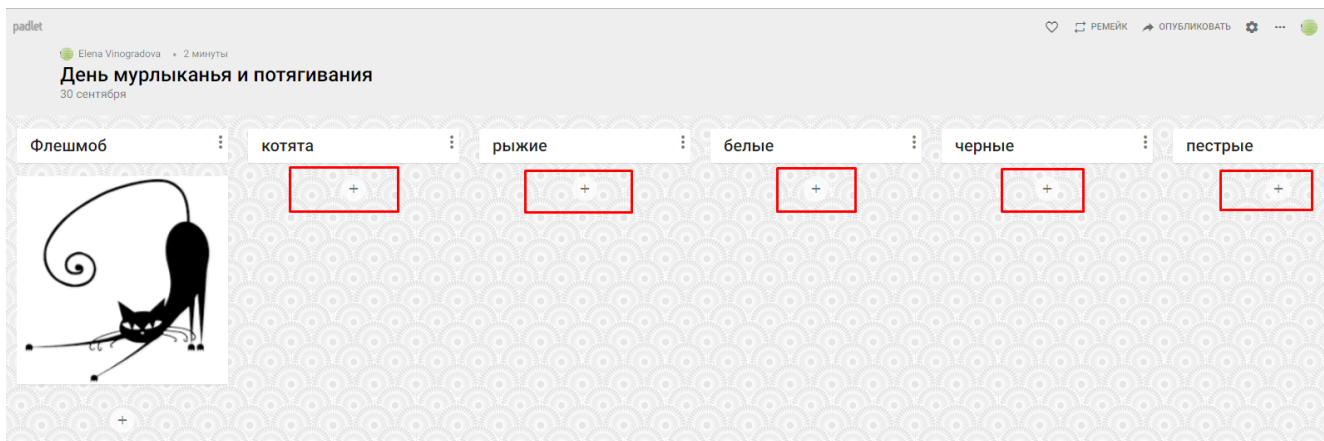 padlet
РЕМЕЙК ОПУБЛИКОВАТЬ
Elena Vinogradova • 2 минуты
День мурлыканья и потягивания
30 сентября
Флешмоб
котята
рыжие
белые
черные
пестрые